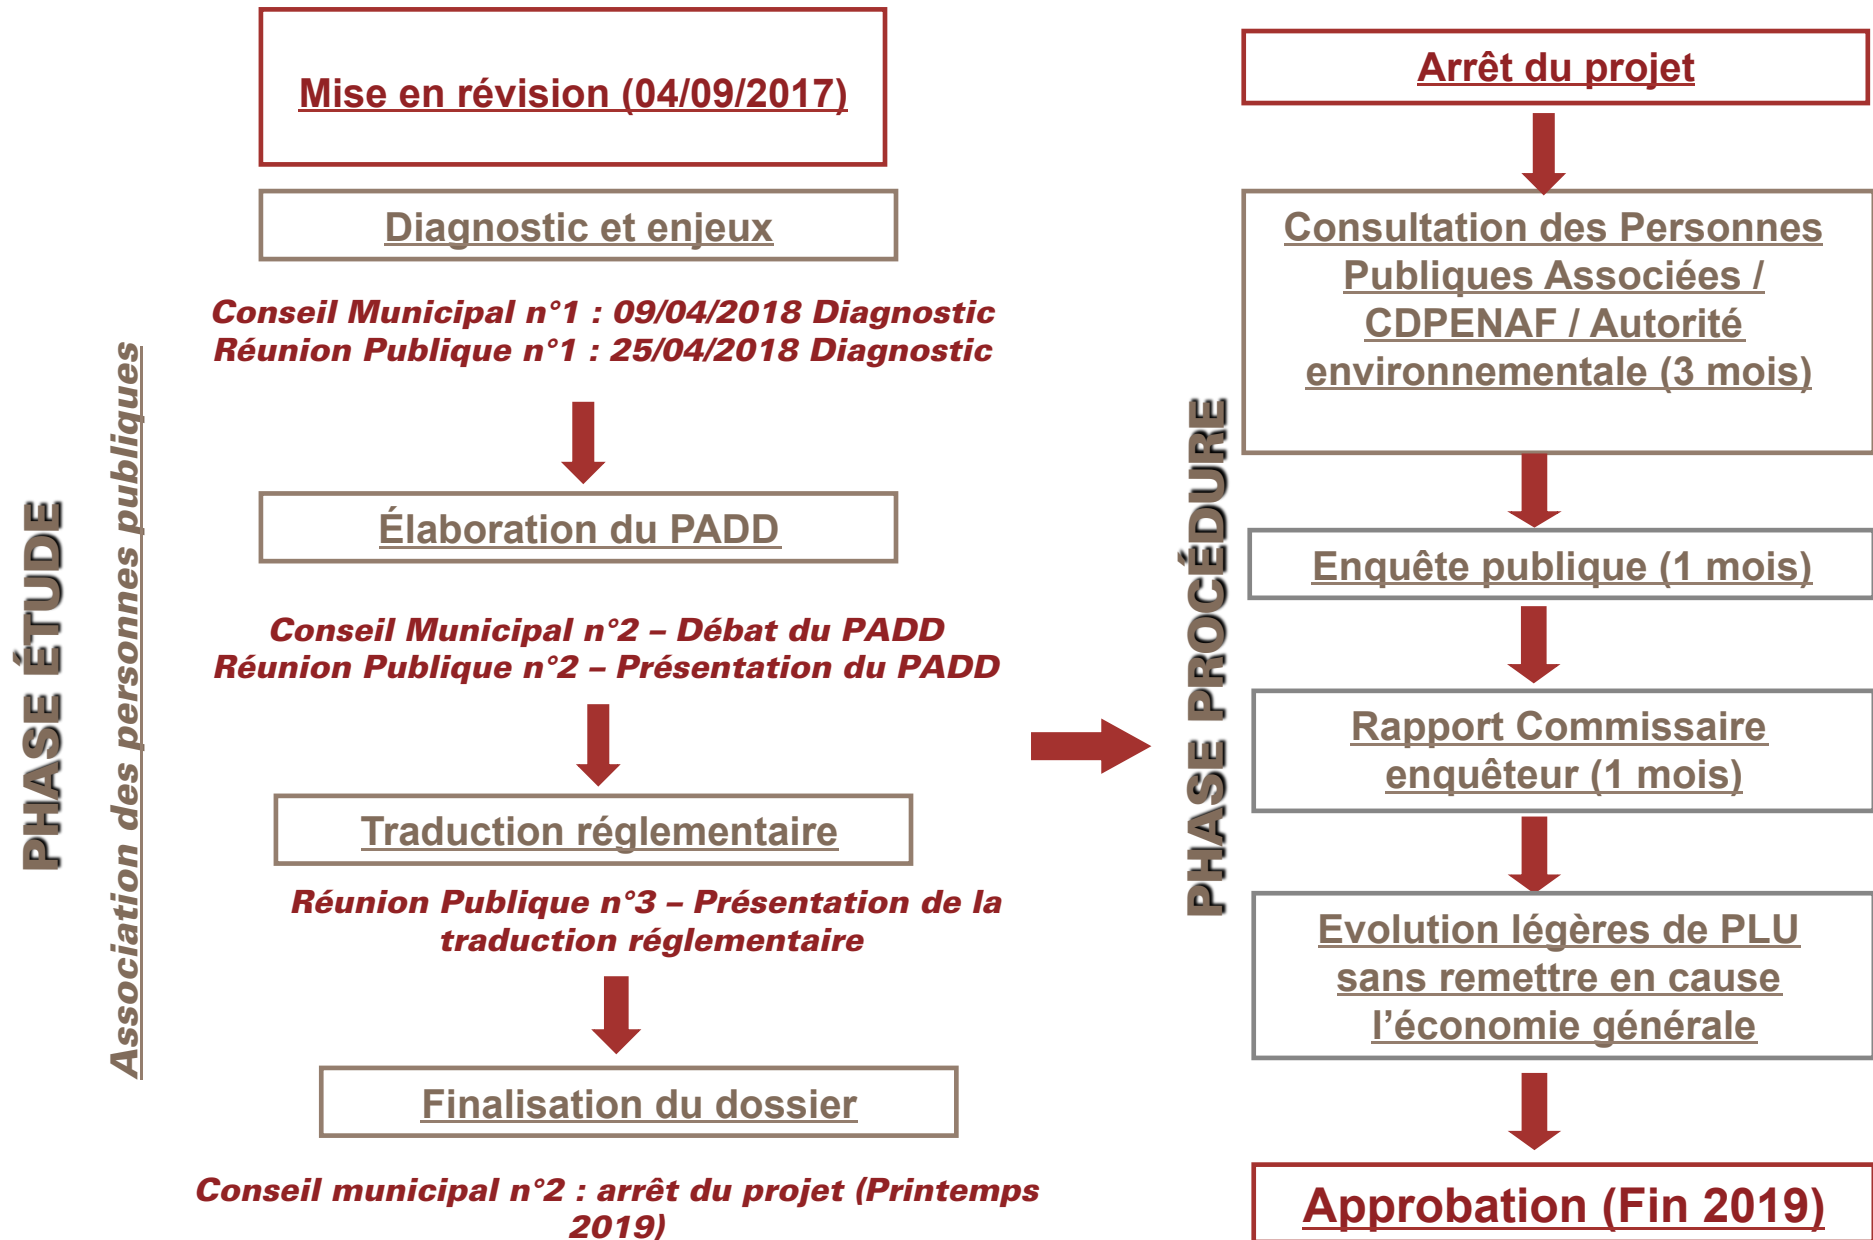 PHASE ÉTUDE
Association des personnes publiques
Mise en révision (04/09/2017)
Diagnostic et enjeux
Conseil Municipal n°1 : 09/04/2018 Diagnostic
Réunion Publique n°1 : 25/04/2018 Diagnostic
Élaboration du PADD
Conseil Municipal n°2 – Débat du PADD
Réunion Publique n°2 – Présentation du PADD
Traduction réglementaire
Réunion Publique n°3 – Présentation de la
traduction réglementaire
Finalisation du dossier
Conseil municipal n°2 : arrêt du projet (Printemps
2019)
PHASE PROCÉDURE
Arrêt du projet
Consultation des Personnes
Publiques Associées /
CDPENAF / Autorité
environnementale (3 mois)
Enquête publique (1 mois)
Rapport Commissaire
enquêteur (1 mois)
Evolution légères de PLU
sans remettre en cause
l’économie générale
Approbation (Fin 2019)